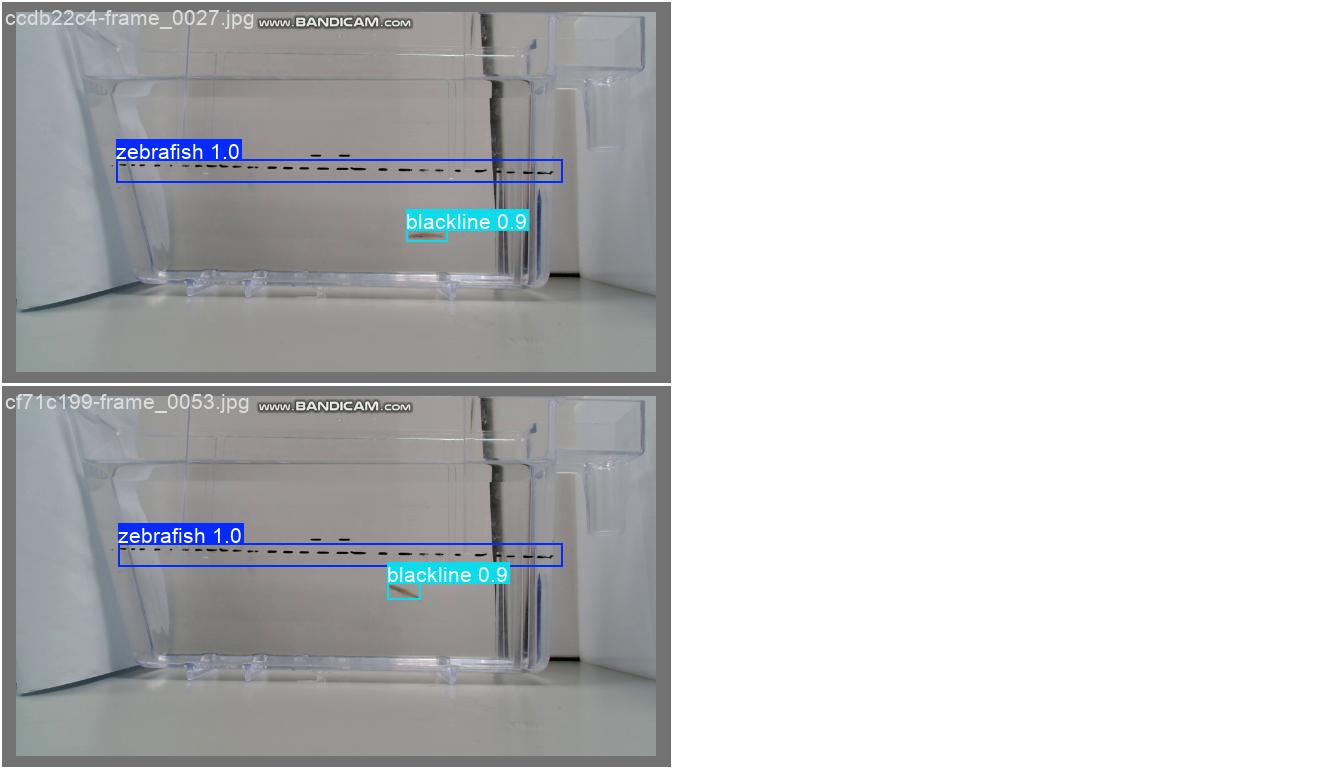 ccdb22c4-frame_0027.jpg
www.BANDICAM.com
zebrafish 1.0
blackline 0.9
cf71c199-frame_0053.jpg
www.BANDICAM.com
zebrafish 1.0
blackline 0.9